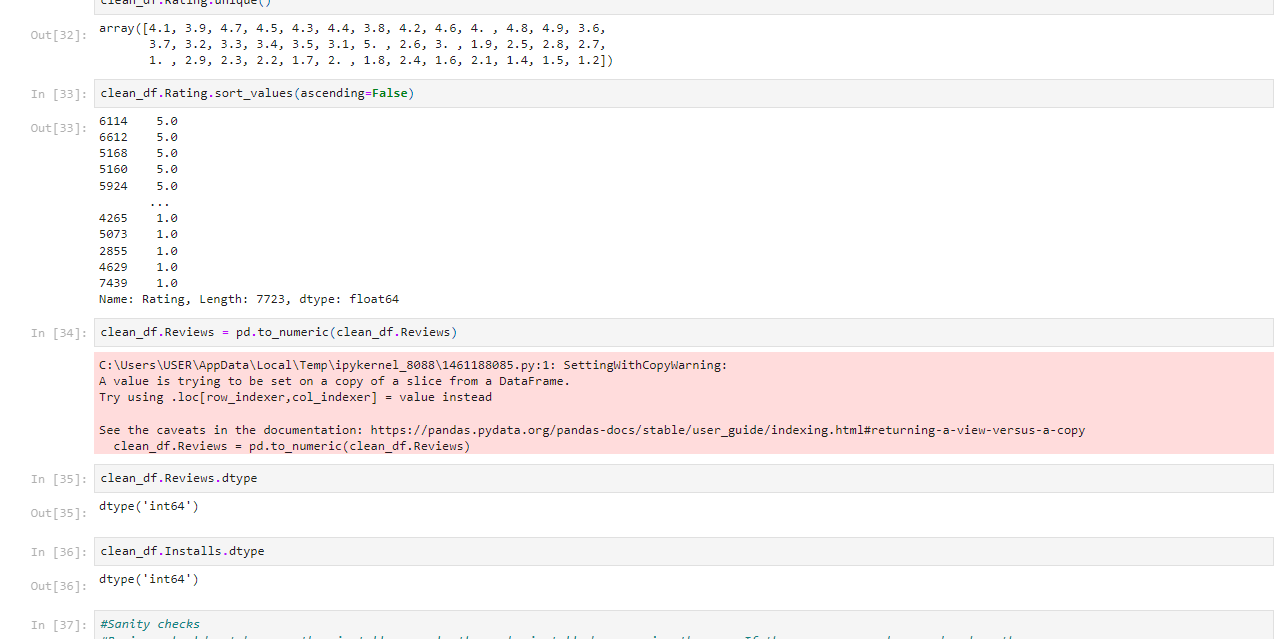 clean_df.Rating.unique()
Out[32]: array([4.1, 3.9, 4.7, 4.5, 4.3, 4.4, 3.8, 4.2, 4.6, 4. , 4.8, 4.9, 3.6,
3.7, 3.2, 3.3, 3.4, 3.5, 3.1, 5. , 2.6, 3. , 1.9, 2.5, 2.8, 2.7,
1. , 2.9, 2.3, 2.2, 1.7, 2. , 1.8, 2.4, 1.6, 2.1, 1.4, 1.5, 1.2])
In [33]: clean_df.Rating.sort_values(ascending=False)
Out[33]: 6114    5.0
6612    5.0
5168    5.0
5160    5.0
5924    5.0
...
4265    1.0
5073    1.0
2855    1.0
4629    1.0
7439    1.0
Name: Rating, Length: 7723, dtype: float64
In [34]: clean_df.Reviews = pd.to_numeric(clean_df.Reviews)
C:\Users\USER\AppData\Local\Temp\ipykernel_8088\1461188085.py:1: SettingWithCopyWarning:
A value is trying to be set on a copy of a slice from a DataFrame.
Try using .loc[row_indexer,col_indexer] = value instead
See the caveats in the documentation: https://pandas.pydata.org/pandas-docs/stable/user_guide/indexing.html#returning-a-view-versus-a-copy
clean_df.Reviews = pd.to_numeric(clean_df.Reviews)
In [35]: clean_df.Reviews.dtype
Out[35]: dtype('int64')
In [36]: clean_df.Installs.dtype
Out[36]: dtype('int64')
In [37]: #Sanity checks